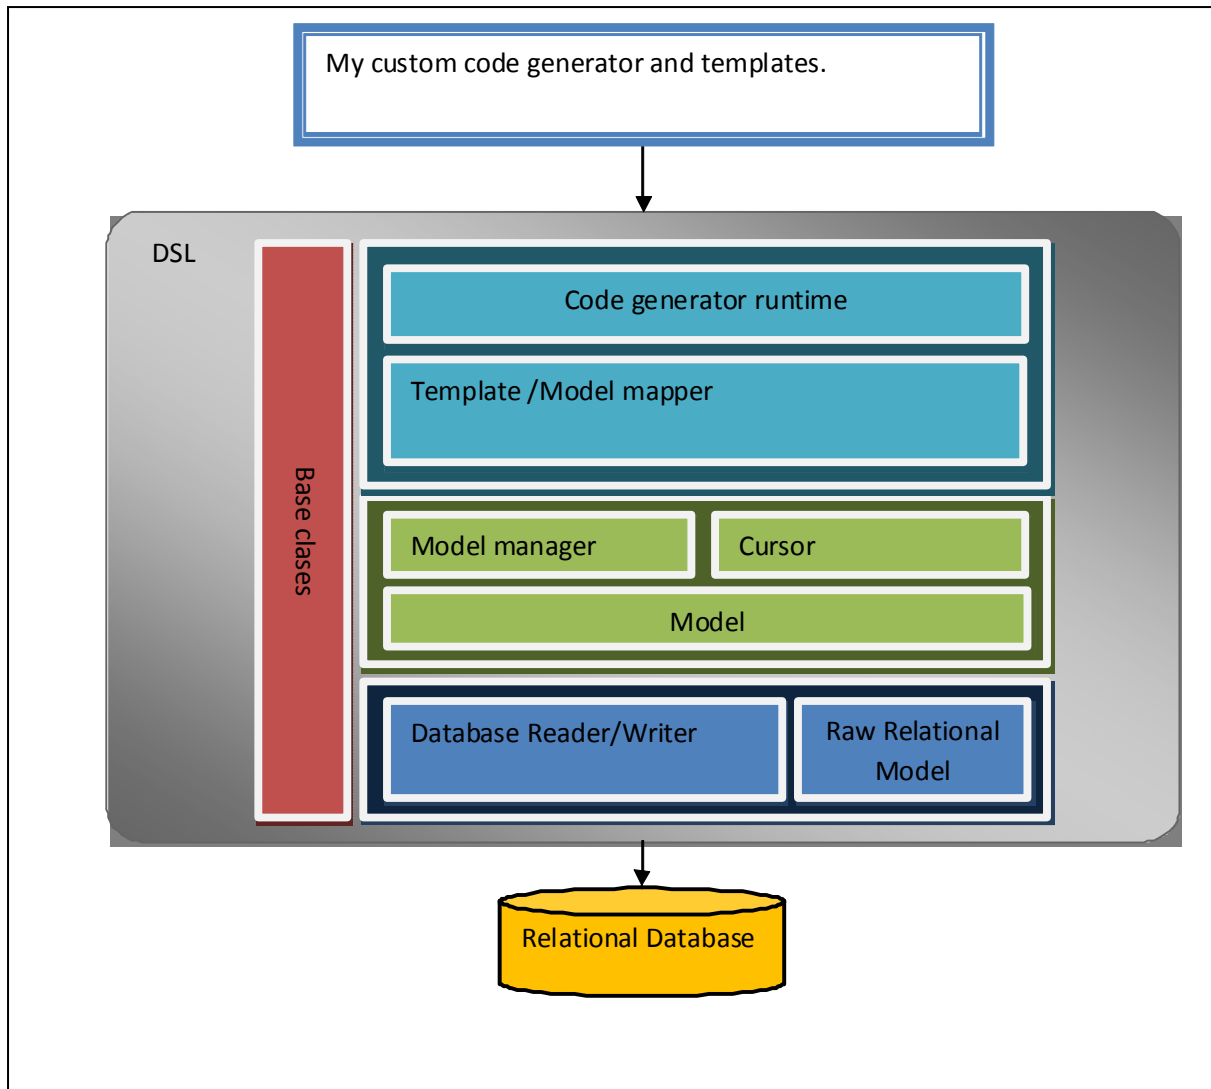 My custom code generator and templates.
DSL
Code generator runtime
Template /Model mapper
Base clases
Model manager
Cursor
Model
Database Reader/Writer
Raw Relational
Model
Relational Database